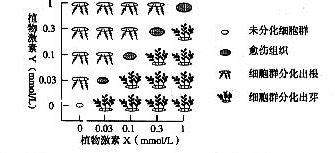 植物激素 Y (mmol/L)
1
0.3
0.1
0.03
0
0 0.03 0.1 0.3 1
植物激素 X (mmol/L)
未分化细胞群
愈伤组织
细胞群分化出根
细胞群分化出芽